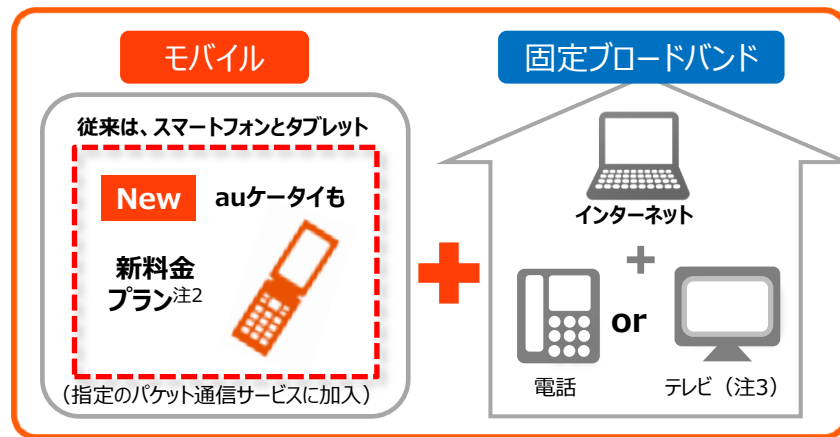 モバイル
固定ブロードバンド
従来は、スマートフォンとタブレット
New auケータイも
新料金
プラン注2
（指定のパケット通信サービスに加入）
インターネット
or
電話
テレビ（注3）